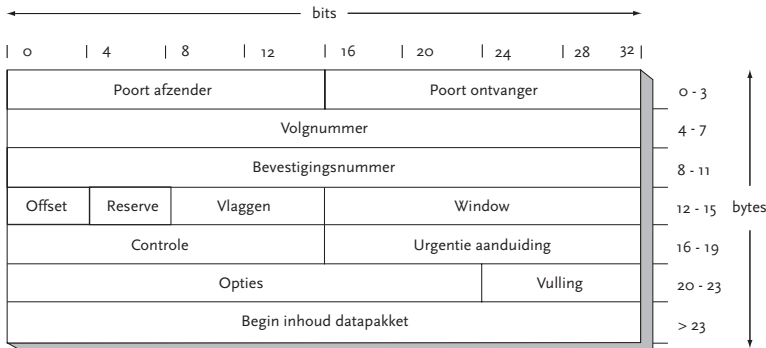 bits
0 4 8 12 16 20 24 28 32
Poort afzender Poort ontvanger 0 - 3
Volgnummer 4 - 7
Bevestigingsnummer 8 - 11
Offset Reserve Vlaggen Window 12 - 15 bytes
Controle Urgentie aanduiding 16 - 19
Opties Vulling 20 - 23
Begin inhoud datapakket > 23